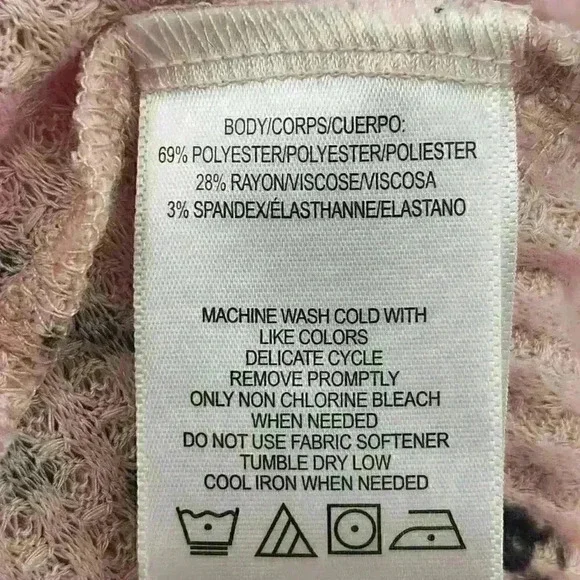 BODY/CORPS/CUERPO:
69% POLYESTER/POLYESTER/POLIESTER
28% RAYON/VISCOSE/VISCOSA
3% SPANDEX/ÉLASTHANNE/ELASTANO
MACHINE WASH COLD WITH
LIKE COLORS
DELICATE CYCLE
REMOVE PROMPTLY
ONLY NON CHLORINE BLEACH
WHEN NEEDED
DO NOT USE FABRIC SOFTENER
TUMBLE DRY LOW
COOL IRON WHEN NEEDED